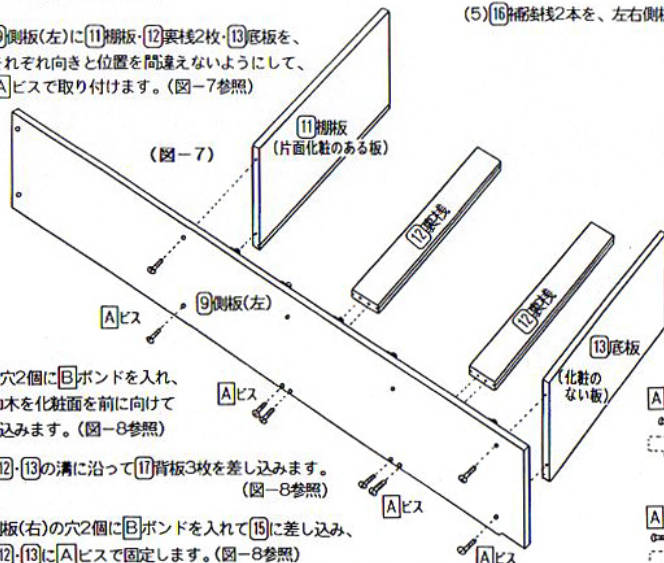 ⑨側板(左)に⑪棚板・⑫裏桟2枚・⑬底板を、
れぞれ向きと位置を間違えないようにして、
Aビスで取り付けます。(図−7参照)
(5)⑯補強桟2本を、左右側板
(図−7)
⑪棚板
(片面化粧のある板)
⑫裏桟
⑫裏桟
⑨側板(左)
⑬底板
(化粧の
ない板)
Aビス
Aビス
Aビス
Aビス
A
A
穴2個にBボンドを入れ、
木を化粧面を前に向けて
込みます。(図−8参照)
⑫・⑬の溝に沿って⑰背板3枚を差し込みます。
(図−8参照)
板(右)の穴2個にBボンドを入れて⑮に差し込み、
⑫・⑬にAビスで固定します。(図−8参照)